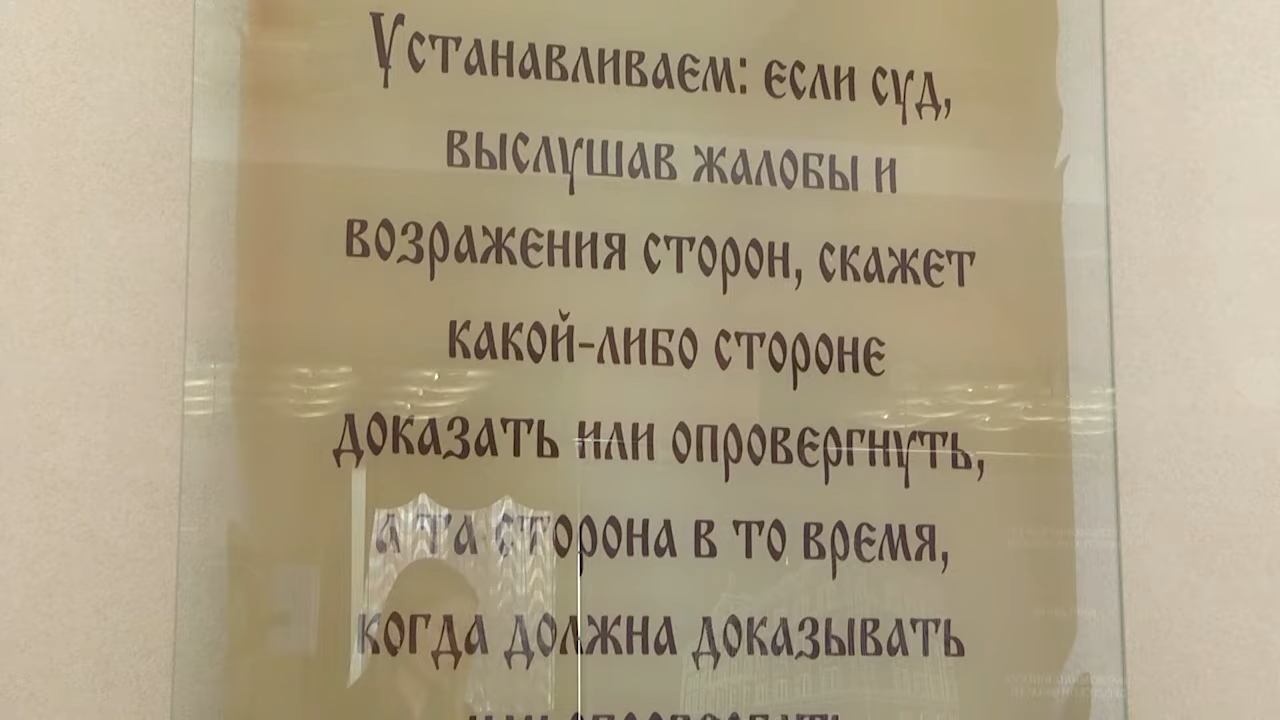 Устанавливаем: если суд,
выслушав жалобы и
возражения сторон, скажет
какой-либо стороне
доказать или опровергнуть,
а та сторона в то время,
когда должна доказывать